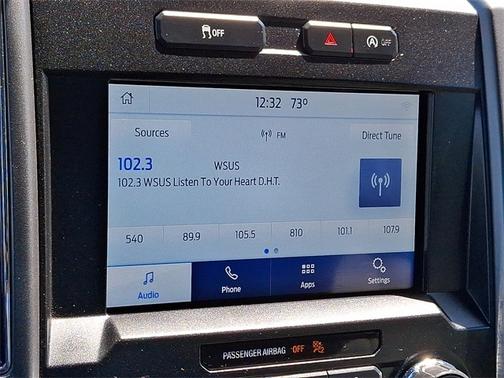 OFF
OFF
12:32 73°
Sources FM Direct Tune
102.3 WSUS
102.3 WSUS Listen To Your Heart D.H.T.
540 89.9 105.5 810 101.1 107.9
Audio Phone Apps Settings
PASSENGER AIRBAG OFF